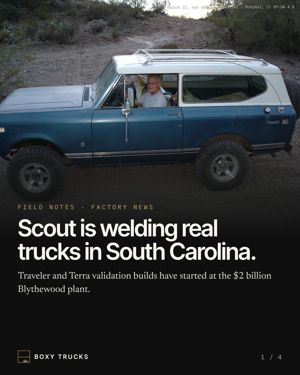 FIELD NOTES · FACTORY NEWS
Scout is welding real
trucks in South Carolina.
Traveler and Terra validation builds have started at the $2 billion
Blythewood plant.
BOXY TRUCKS
1 / 4